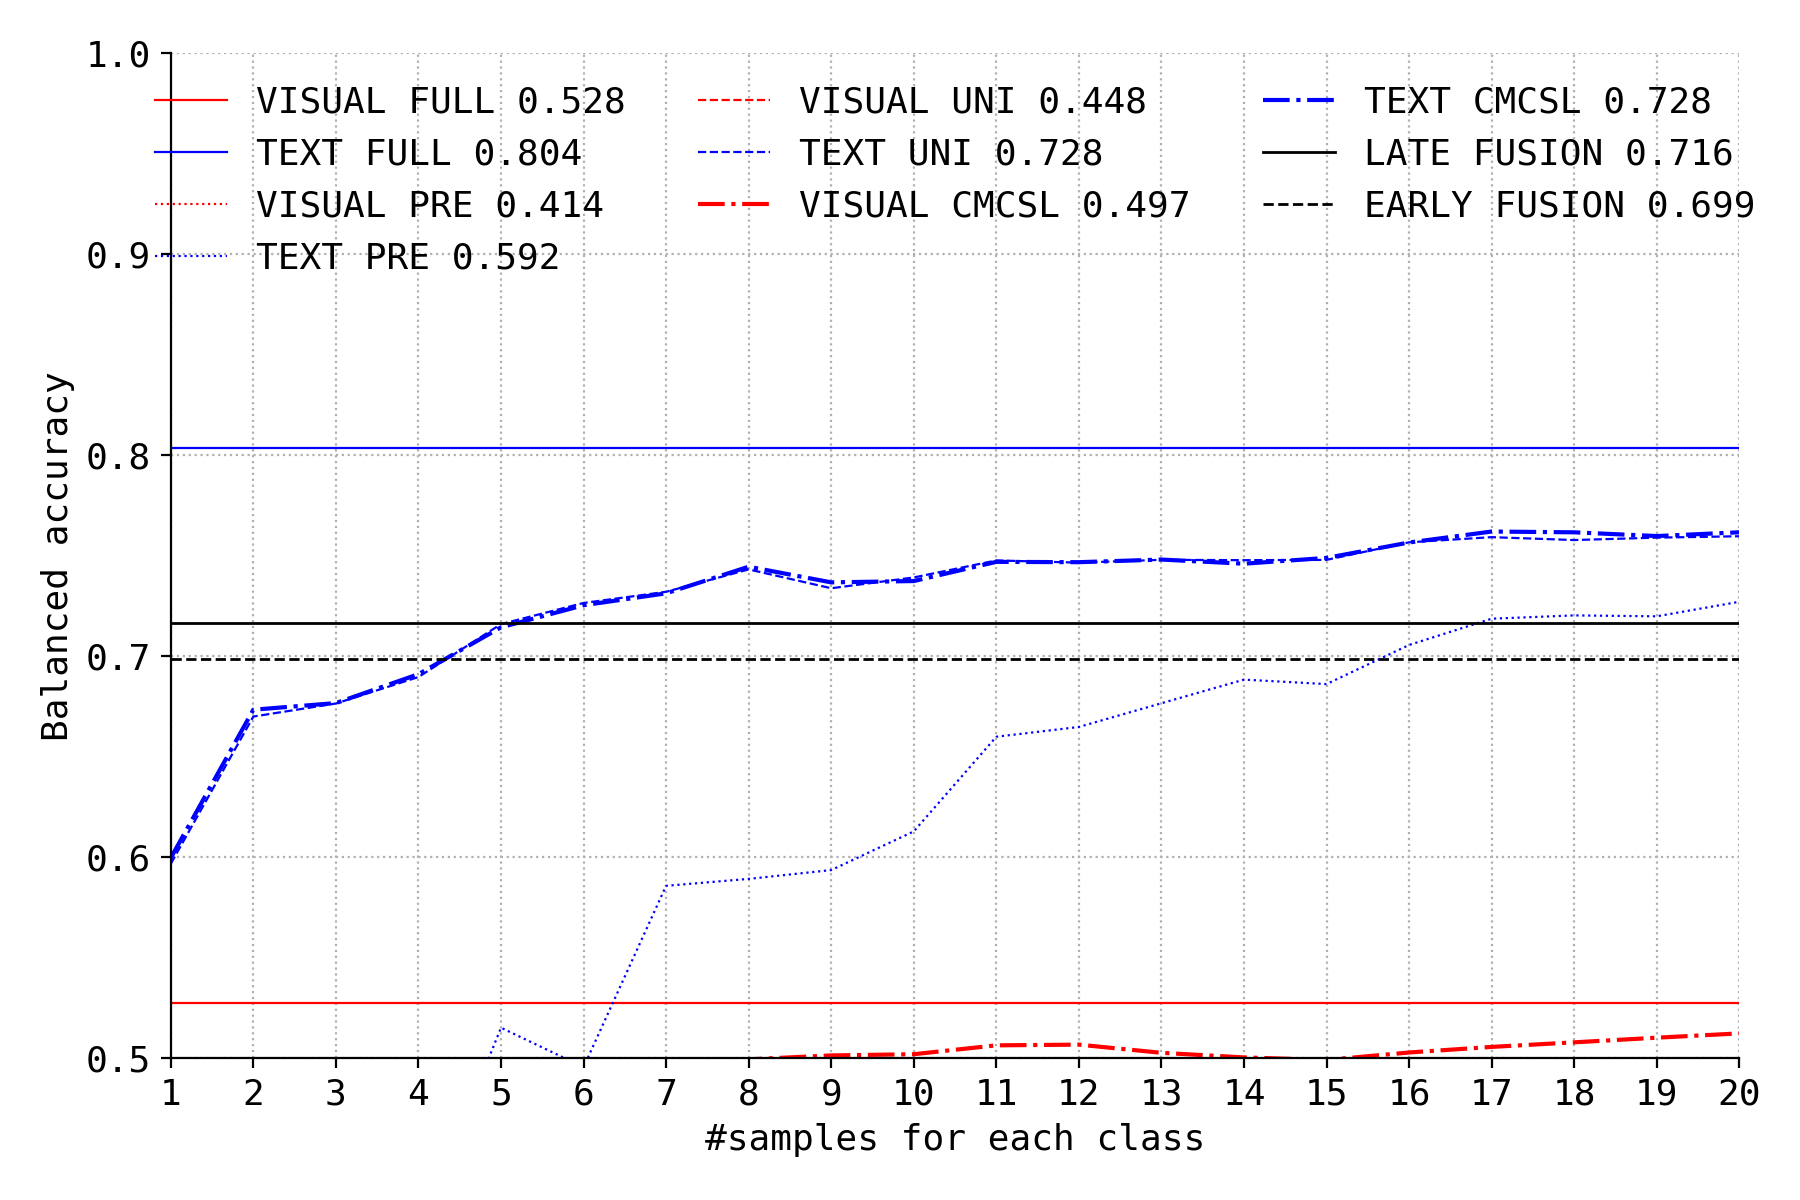 1.0
VISUAL FULL 0.528
TEXT FULL 0.804
VISUAL PRE 0.414
TEXT PRE 0.592
VISUAL UNI 0.448
TEXT UNI 0.728
VISUAL CMCSL 0.497
TEXT CMCSL 0.728
LATE FUSION 0.716
EARLY FUSION 0.699
0.9
0.8
0.7
0.6
0.5
Balanced accuracy
1 2 3 4 5 6 7 8 9 10 11 12 13 14 15 16 17 18 19 20
#samples for each class